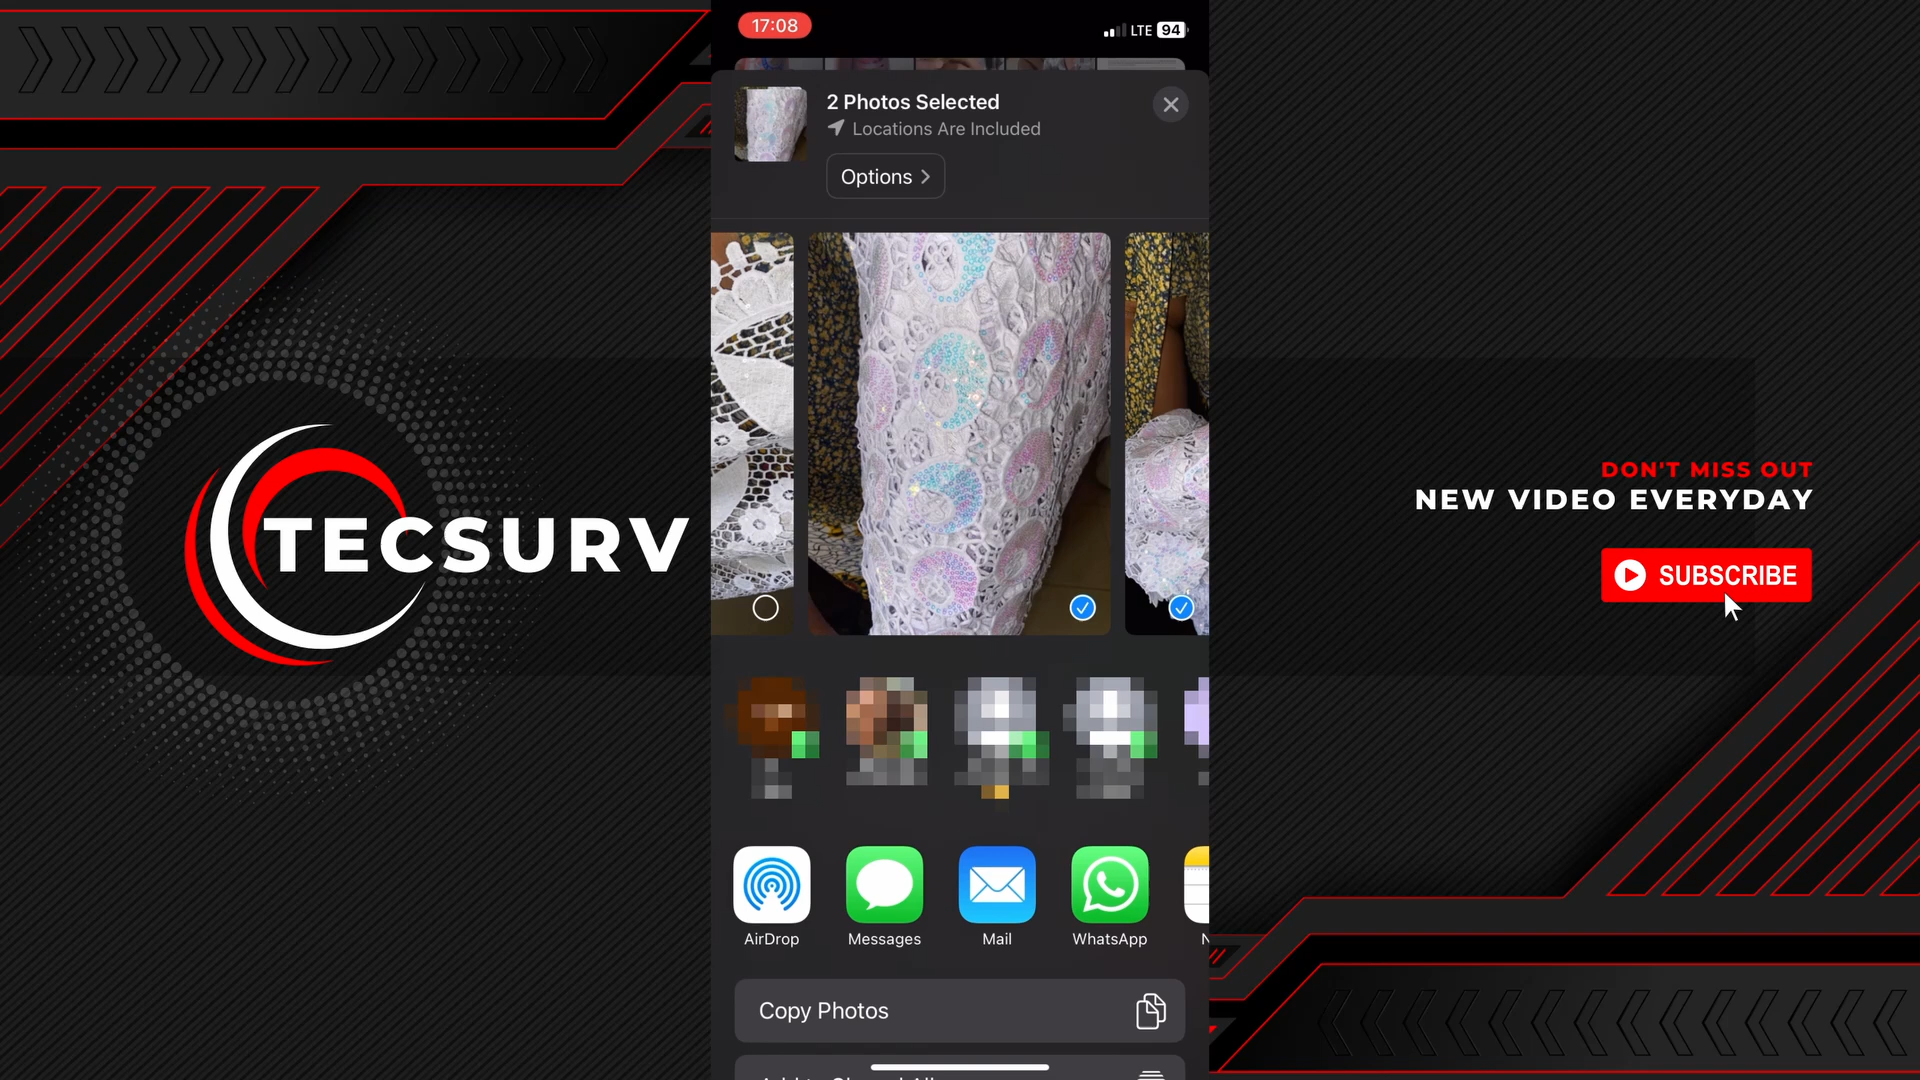 17:08
LTE 94
2 Photos Selected
Locations Are Included
Options
TECSURV
DON'T MISS OUT
NEW VIDEO EVERYDAY
SUBSCRIBE
AirDrop
Messages
Mail
WhatsApp
Copy Photos